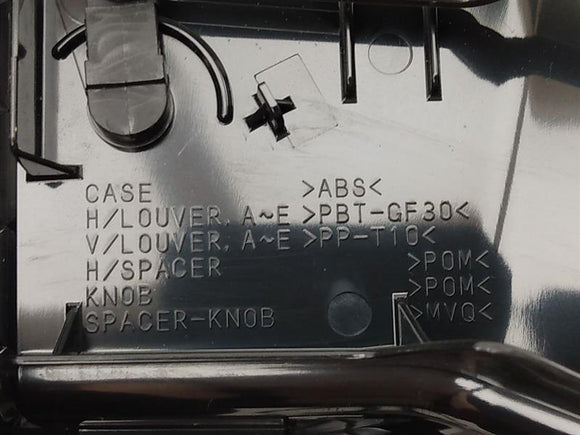 CASE >ABS<
H/LOUVER, A~E >PBT-GF30<
V/LOUVER, A~E >PP-T10<
H/SPACER >POM<
KNOB >POM<
SPACER-KNOB >MVQ<